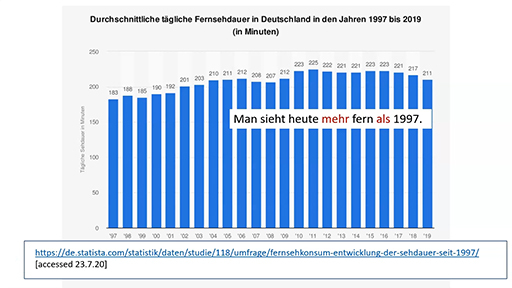 Durchschnittliche tägliche Fernsehdauer in Deutschland in den Jahren 1997 bis 2019
(in Minuten)
Tägliche Sehdauer in Minuten
250
200
150
100
50
0
183 188 185 190 192 201 203 210 211 212 208 207 212 223 225 222 221 221 223 223 221 217 211
Man sieht heute mehr fern als 1997.
'97 '98 '99 '00 '01 '02 '03 '04 '05 '06 '07 '08 '09 '10 '11 '12 '13 '14 '15 '16 '17 '18 '19
https://de.statista.com/statistik/daten/studie/118/umfrage/fernsehkonsum-entwicklung-der-sehdauer-seit-1997/
[accessed 23.7.20]